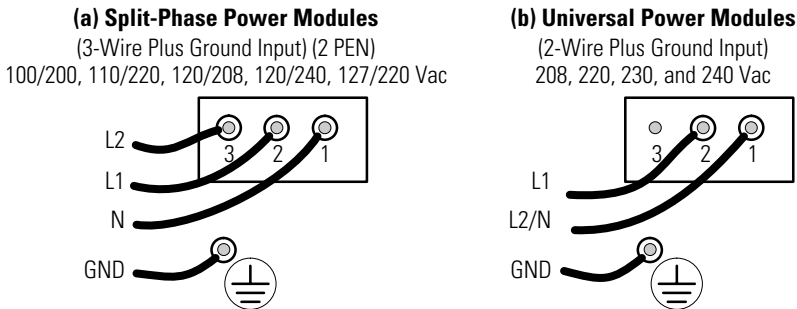 (a) Split-Phase Power Modules
(3-Wire Plus Ground Input) (2 PEN)
100/200, 110/220, 120/208, 120/240, 127/220 Vac
L2
3 2 1
L1
N
GND
(b) Universal Power Modules
(2-Wire Plus Ground Input)
208, 220, 230, and 240 Vac
3 2 1
L1
L2/N
GND